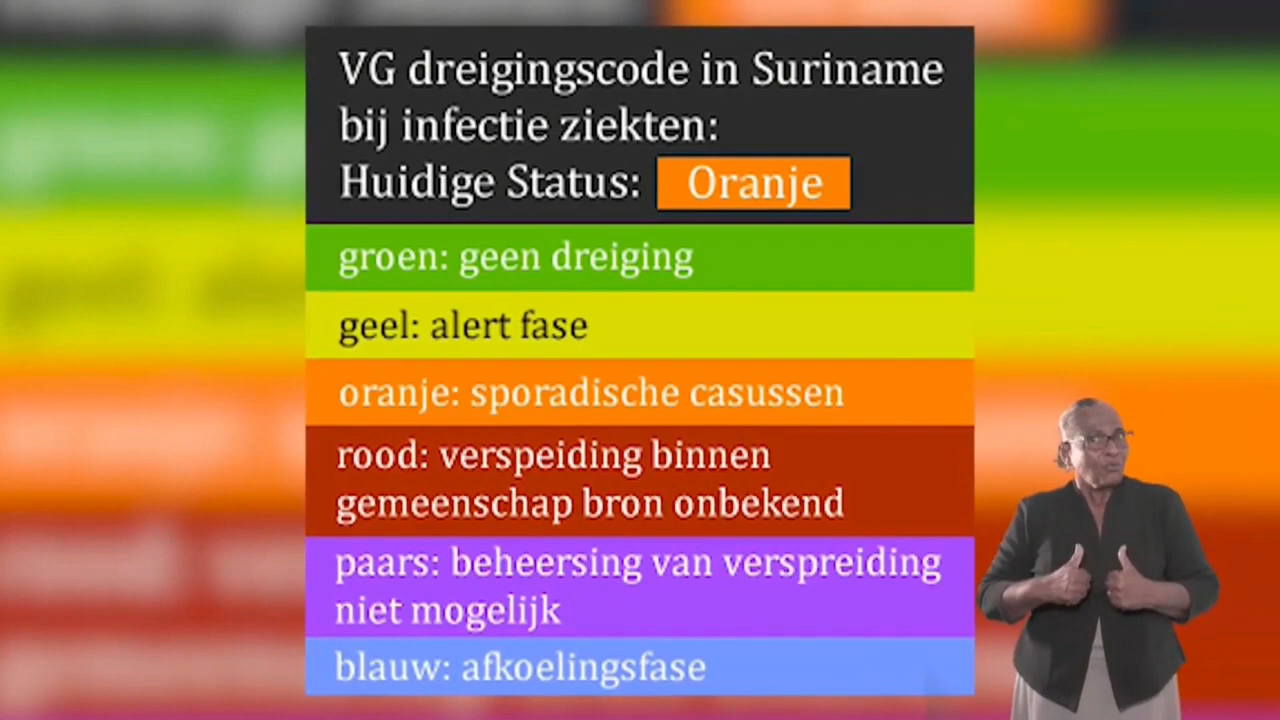 VG dreigingscode in Suriname
bij infectie ziekten:
Huidige Status: Oranje
groen: geen dreiging
geel: alert fase
oranje: sporadische casussen
rood: verspeiding binnen
gemeenschap bron onbekend
paars: beheersing van verspreiding
niet mogelijk
blauw: afkoelingsfase